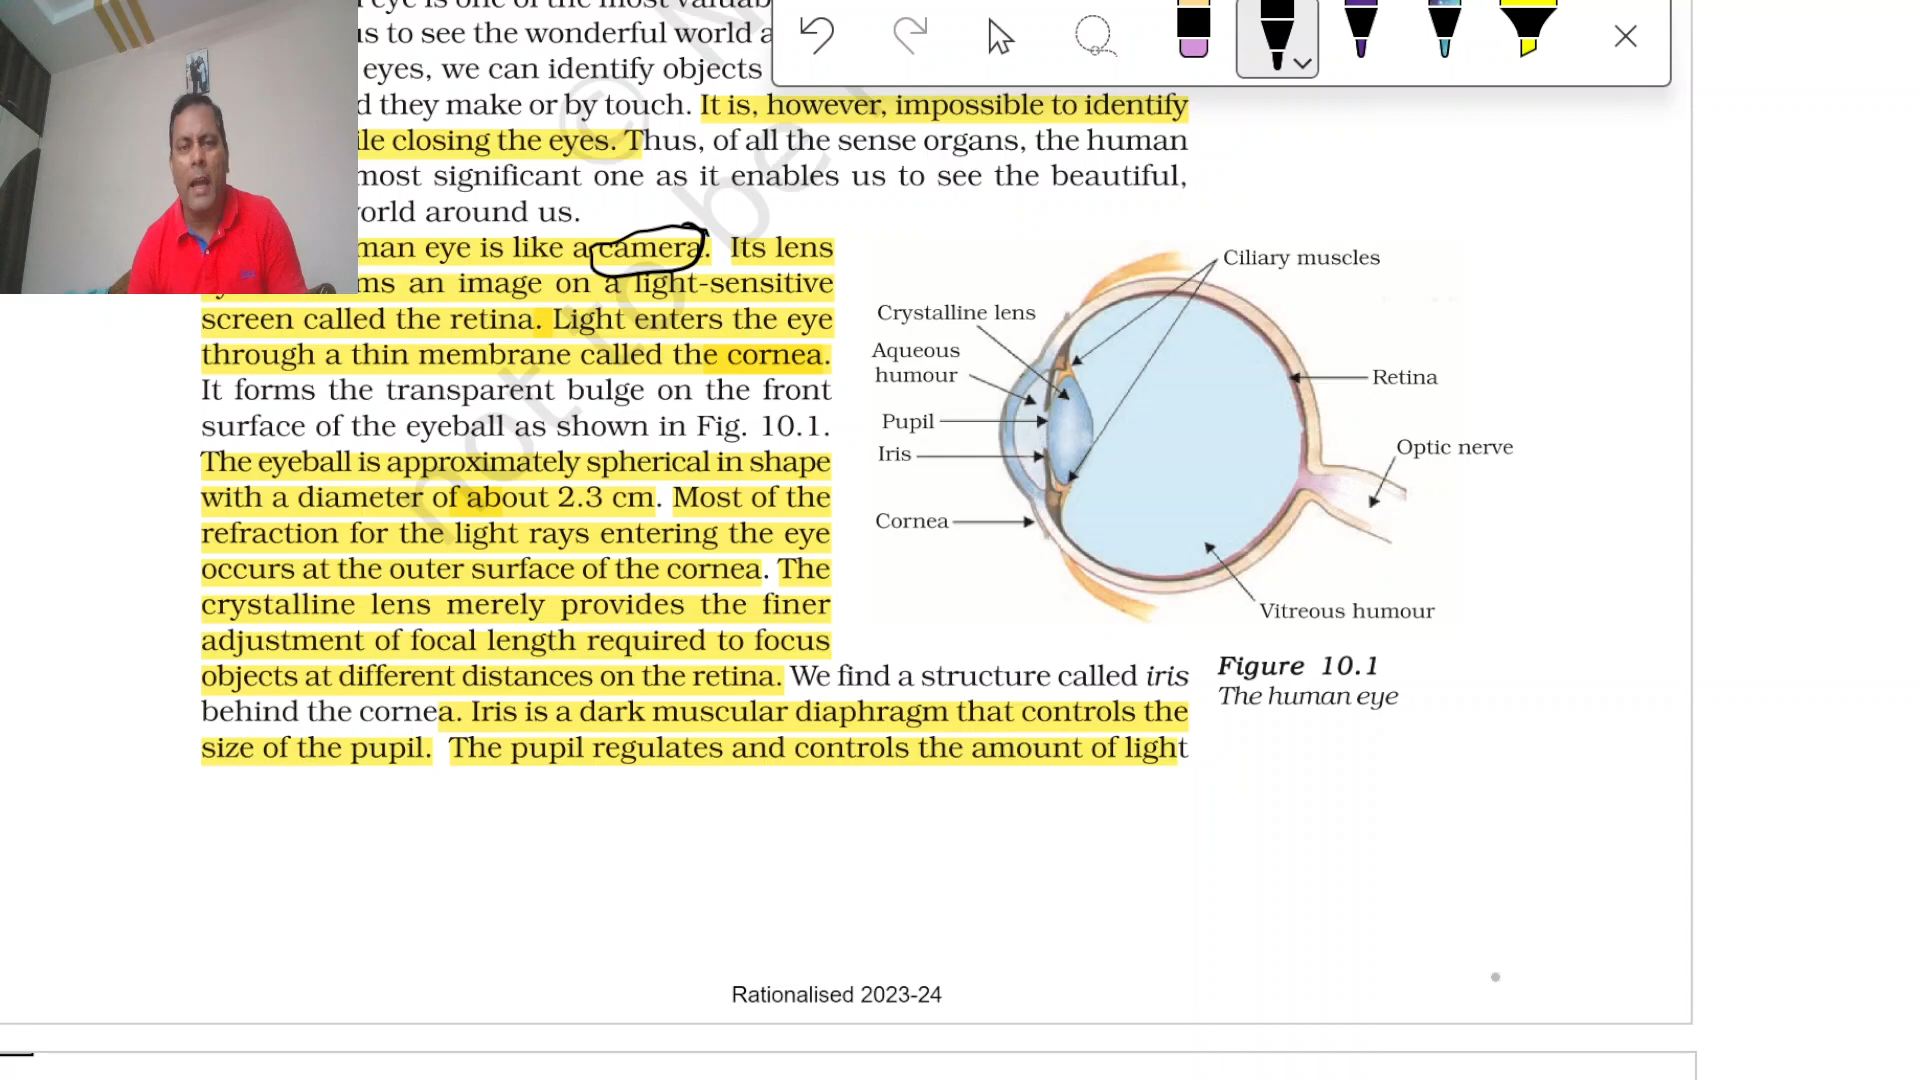 eye is one of the most
us to see the wonderful world a
eyes, we can identify objects
d they make or by touch. It is, however, impossible to identify
ile closing the eyes. Thus, of all the sense organs, the human
most significant one as it enables us to see the beautiful,
orld around us.
man eye is like a camera. Its lens
ms an image on a light-sensitive
screen called the retina. Light enters the eye
through a thin membrane called the cornea.
It forms the transparent bulge on the front
surface of the eyeball as shown in Fig. 10.1.
The eyeball is approximately spherical in shape
with a diameter of about 2.3 cm. Most of the
refraction for the light rays entering the eye
occurs at the outer surface of the cornea. The
crystalline lens merely provides the finer
adjustment of focal length required to focus
objects at different distances on the retina. We find a structure called iris
behind the cornea. Iris is a dark muscular diaphragm that controls the
size of the pupil. The pupil regulates and controls the amount of light
Ciliary muscles
Crystalline lens
Aqueous
humour
Pupil
Iris
Cornea
Retina
Optic nerve
Vitreous humour
Figure 10.1
The human eye
© N
not to be
Rationalised 2023-24